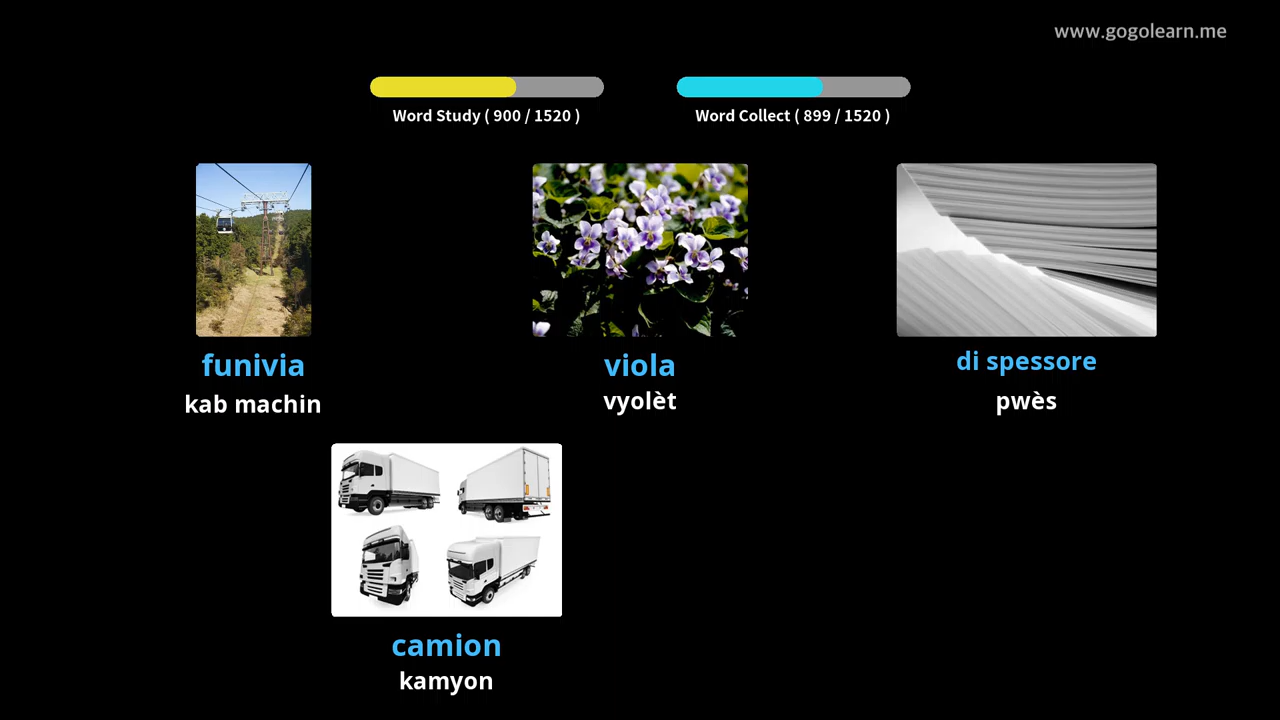 www.gogolearn.me
Word Study ( 900 / 1520 )
Word Collect ( 899 / 1520 )
funivia
kab machin
viola
vyolèt
di spessore
pwès
camion
kamyon